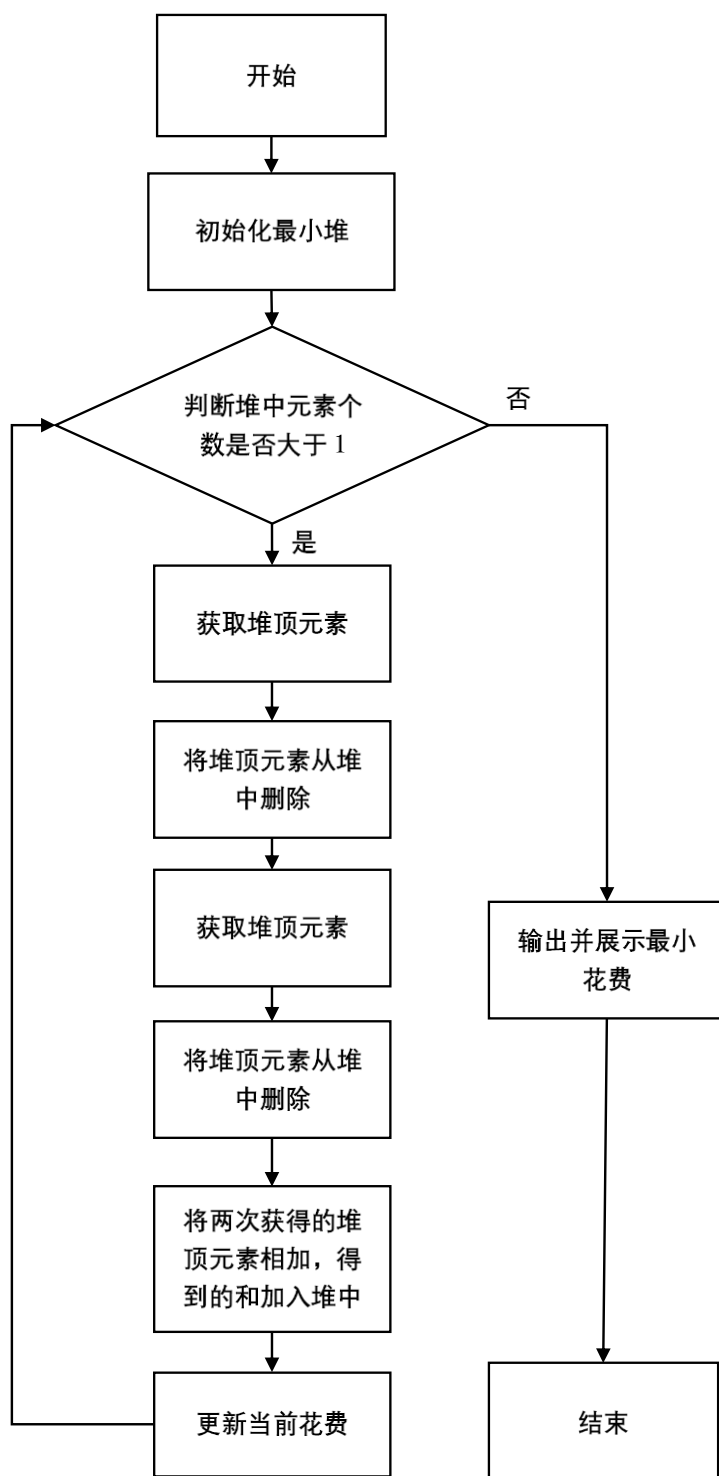 开始
初始化最小堆
判断堆中元素个
数是否大于 1
否
是
获取堆顶元素
将堆顶元素从堆
中删除
获取堆顶元素
将堆顶元素从堆
中删除
将两次获得的堆
顶元素相加，得
到的和加入堆中
更新当前花费
输出并展示最小
花费
结束